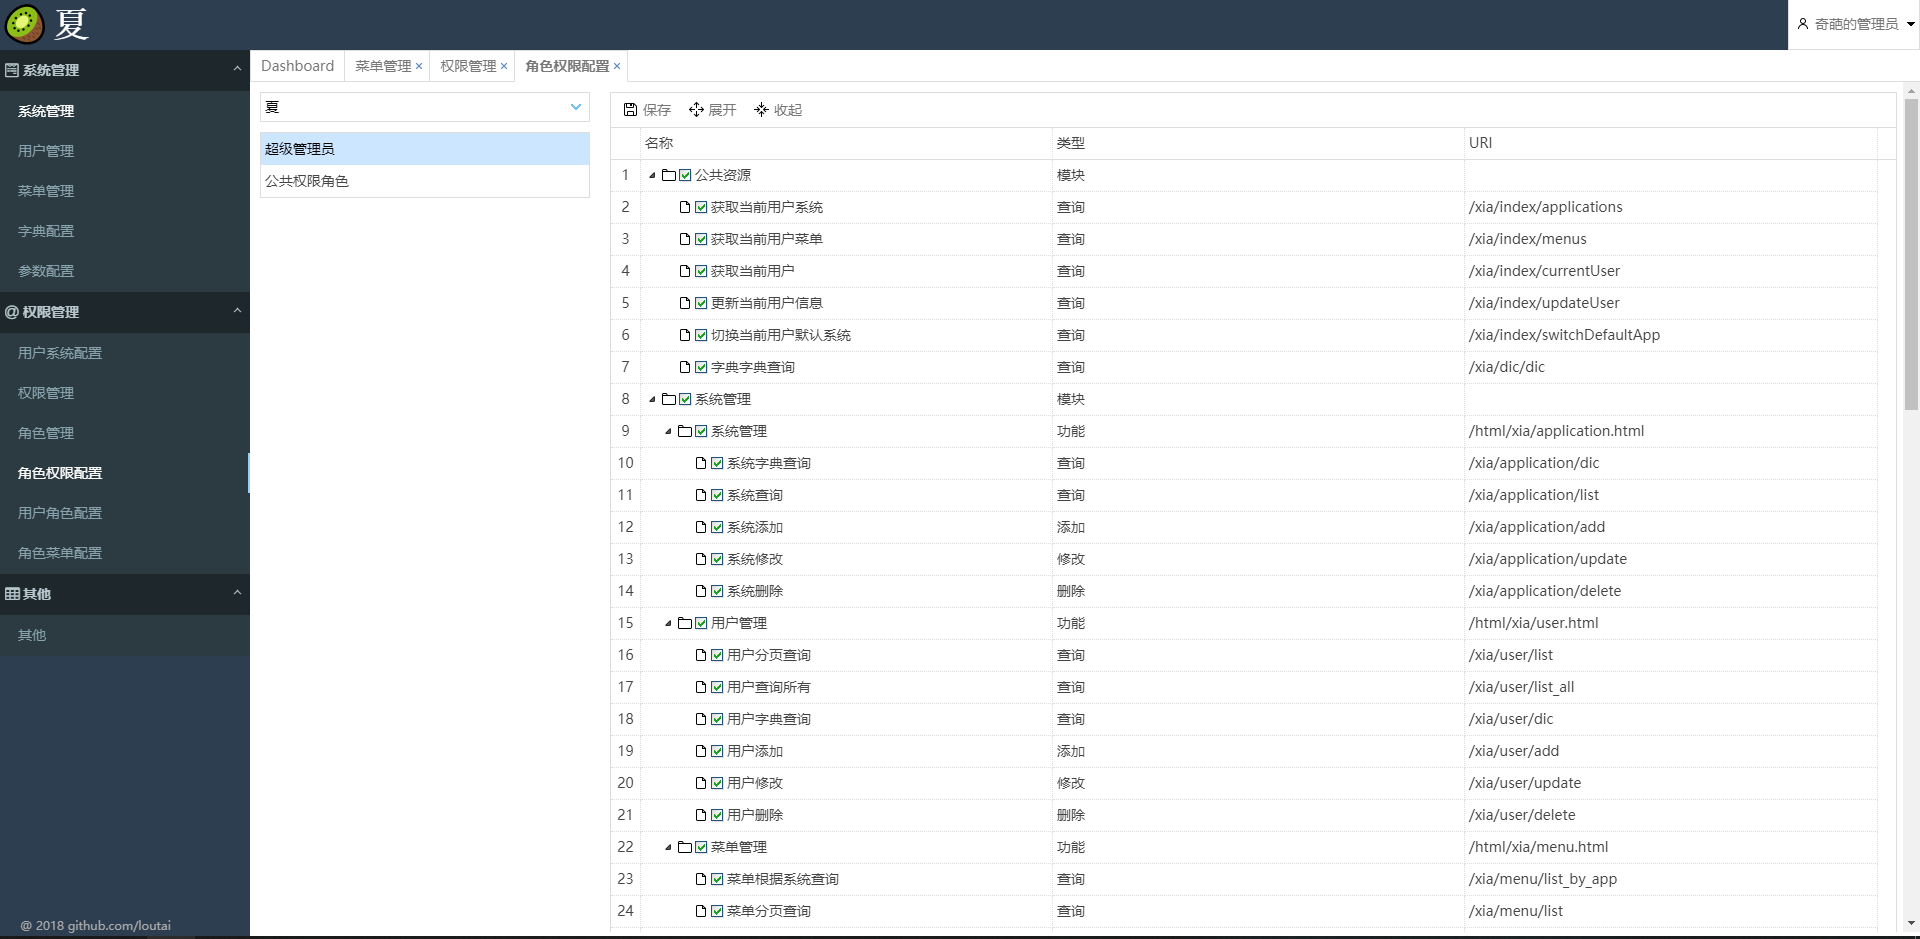 夏
奇葩的管理员
系统管理
系统管理
用户管理
菜单管理
字典配置
参数配置
@ 权限管理
用户系统配置
权限管理
角色管理
角色权限配置
用户角色配置
角色菜单配置
其他
其他
@ 2018 github.com/loutai
Dashboard 菜单管理 × 权限管理 × 角色权限配置 ×
夏
超级管理员
公共权限角色
保存 展开 收起
名称 类型 URI
1 公共资源 模块
2 获取当前用户系统 查询 /xia/index/applications
3 获取当前用户菜单 查询 /xia/index/menus
4 获取当前用户 查询 /xia/index/currentUser
5 更新当前用户信息 查询 /xia/index/updateUser
6 切换当前用户默认系统 查询 /xia/index/switchDefaultApp
7 字典字典查询 查询 /xia/dic/dic
8 系统管理 模块
9 系统管理 功能 /html/xia/application.html
10 系统字典查询 查询 /xia/application/dic
11 系统查询 查询 /xia/application/list
12 系统添加 添加 /xia/application/add
13 系统修改 修改 /xia/application/update
14 系统删除 删除 /xia/application/delete
15 用户管理 功能 /html/xia/user.html
16 用户分页查询 查询 /xia/user/list
17 用户查询所有 查询 /xia/user/list_all
18 用户字典查询 查询 /xia/user/dic
19 用户添加 添加 /xia/user/add
20 用户修改 修改 /xia/user/update
21 用户删除 删除 /xia/user/delete
22 菜单管理 功能 /html/xia/menu.html
23 菜单根据系统查询 查询 /xia/menu/list_by_app
24 菜单分页查询 查询 /xia/menu/list